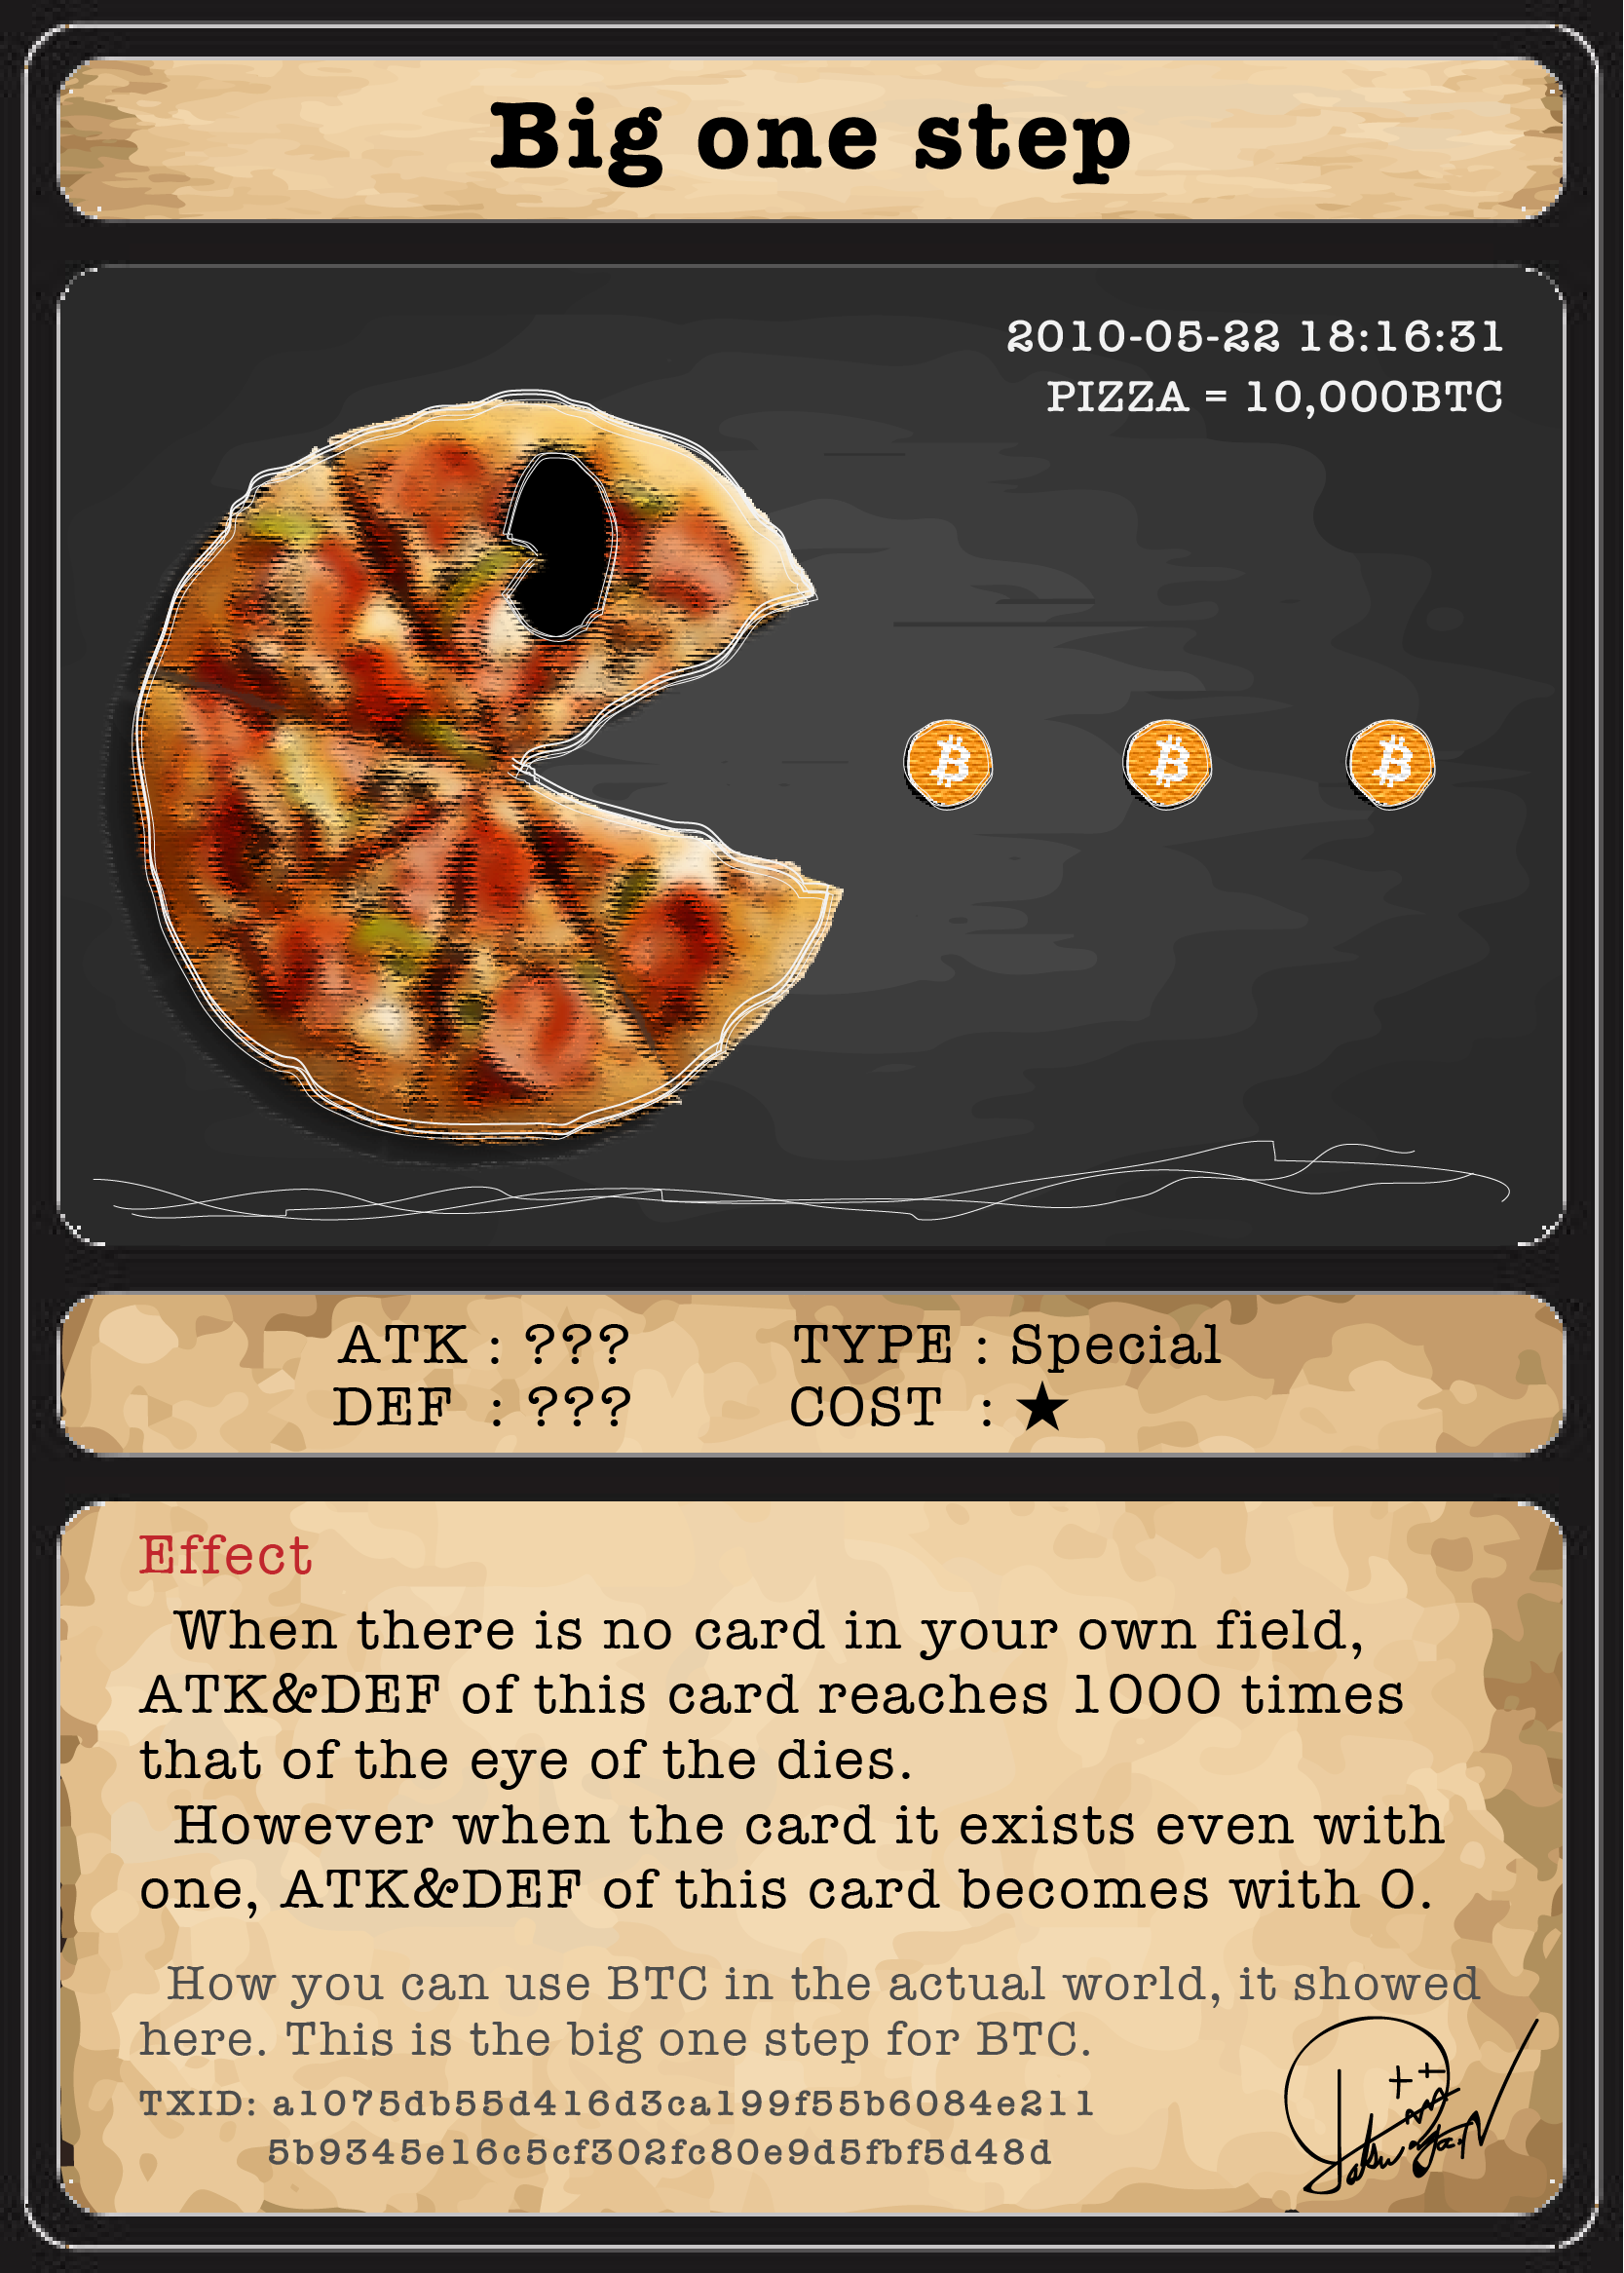 Big one step
2010-05-22 18:16:31
PIZZA = 10,000BTC
ATK : ???
TYPE : Special
DEF : ???
COST : ★
Effect
When there is no card in your own field,
ATK&DEF of this card reaches 1000 times
that of the eye of the dies.
However when the card it exists even with
one, ATK&DEF of this card becomes with 0.
How you can use BTC in the actual world, it showed
here. This is the big one step for BTC.
TXID: a1075db55d416d3ca199f55b6084e211
5b9345e16c5cf302fc80e9d5fbf5d48d